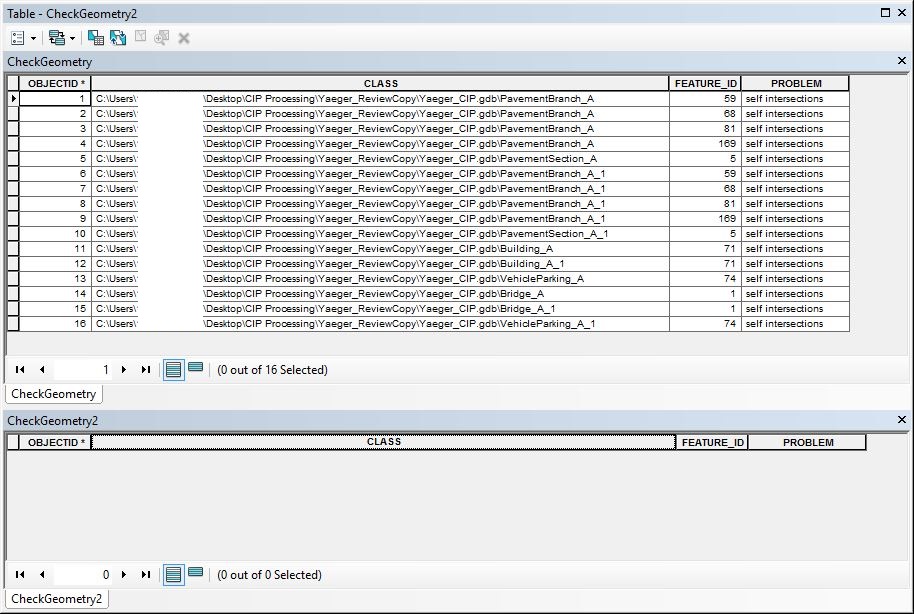 Table - CheckGeometry2
CheckGeometry
OBJECTID * CLASS FEATURE_ID PROBLEM
1 C:\Users\ \Desktop\CIP Processing\Yaeger_ReviewCopy\Yaeger_CIP.gdb\PavementBranch_A 59 self intersections
2 C:\Users\ \Desktop\CIP Processing\Yaeger_ReviewCopy\Yaeger_CIP.gdb\PavementBranch_A 68 self intersections
3 C:\Users\ \Desktop\CIP Processing\Yaeger_ReviewCopy\Yaeger_CIP.gdb\PavementBranch_A 81 self intersections
4 C:\Users\ \Desktop\CIP Processing\Yaeger_ReviewCopy\Yaeger_CIP.gdb\PavementBranch_A 169 self intersections
5 C:\Users\ \Desktop\CIP Processing\Yaeger_ReviewCopy\Yaeger_CIP.gdb\PavementSection_A 5 self intersections
6 C:\Users\ \Desktop\CIP Processing\Yaeger_ReviewCopy\Yaeger_CIP.gdb\PavementBranch_A_1 59 self intersections
7 C:\Users\ \Desktop\CIP Processing\Yaeger_ReviewCopy\Yaeger_CIP.gdb\PavementBranch_A_1 68 self intersections
8 C:\Users\ \Desktop\CIP Processing\Yaeger_ReviewCopy\Yaeger_CIP.gdb\PavementBranch_A_1 81 self intersections
9 C:\Users\ \Desktop\CIP Processing\Yaeger_ReviewCopy\Yaeger_CIP.gdb\PavementBranch_A_1 169 self intersections
10 C:\Users\ \Desktop\CIP Processing\Yaeger_ReviewCopy\Yaeger_CIP.gdb\PavementSection_A_1 5 self intersections
11 C:\Users\ \Desktop\CIP Processing\Yaeger_ReviewCopy\Yaeger_CIP.gdb\Building_A 71 self intersections
12 C:\Users\ \Desktop\CIP Processing\Yaeger_ReviewCopy\Yaeger_CIP.gdb\Building_A_1 71 self intersections
13 C:\Users\ \Desktop\CIP Processing\Yaeger_ReviewCopy\Yaeger_CIP.gdb\VehicleParking_A 74 self intersections
14 C:\Users\ \Desktop\CIP Processing\Yaeger_ReviewCopy\Yaeger_CIP.gdb\Bridge_A 1 self intersections
15 C:\Users\ \Desktop\CIP Processing\Yaeger_ReviewCopy\Yaeger_CIP.gdb\Bridge_A_1 1 self intersections
16 C:\Users\ \Desktop\CIP Processing\Yaeger_ReviewCopy\Yaeger_CIP.gdb\VehicleParking_A_1 74 self intersections
1 (0 out of 16 Selected)
CheckGeometry
CheckGeometry2
OBJECTID * CLASS FEATURE_ID PROBLEM
0 (0 out of 0 Selected)
CheckGeometry2